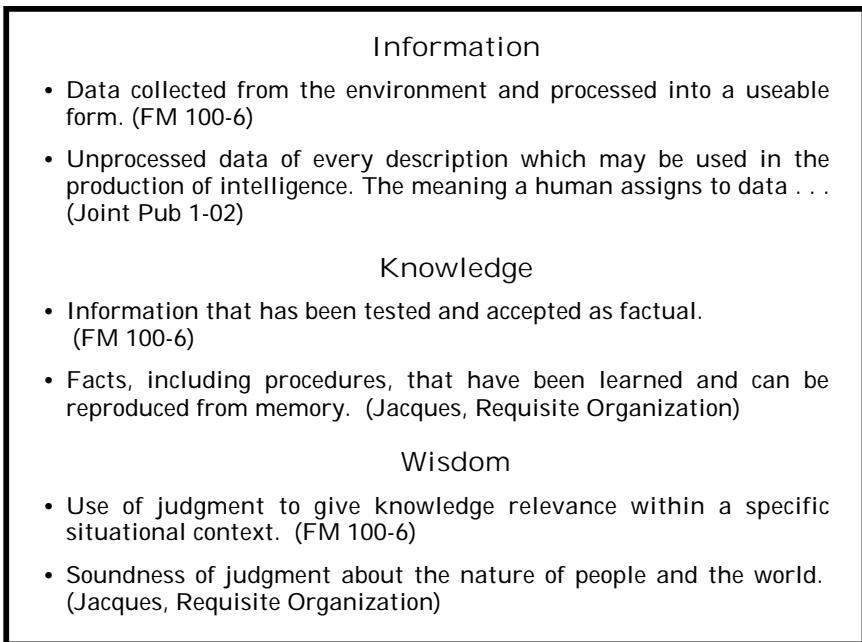 Information
• Data collected from the environment and processed into a useable
form. (FM 100-6)
• Unprocessed data of every description which may be used in the
production of intelligence. The meaning a human assigns to data . . .
(Joint Pub 1-02)
Knowledge
• Information that has been tested and accepted as factual.
(FM 100-6)
• Facts, including procedures, that have been learned and can be
reproduced from memory. (Jacques, Requisite Organization)
Wisdom
• Use of judgment to give knowledge relevance within a specific
situational context. (FM 100-6)
• Soundness of judgment about the nature of people and the world.
(Jacques, Requisite Organization)